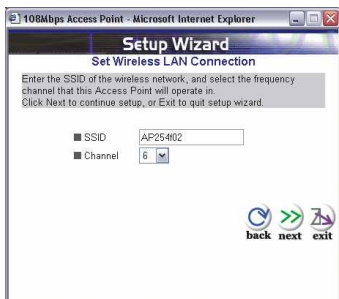 108Mbps Access Point - Microsoft Internet Explorer
Setup Wizard
Set Wireless LAN Connection
Enter the SSID of the wireless network, and select the frequency
channel that this Access Point will operate in.
Click Next to continue setup, or Exit to quit setup wizard.
SSID AP254f02
Channel 6
back next exit